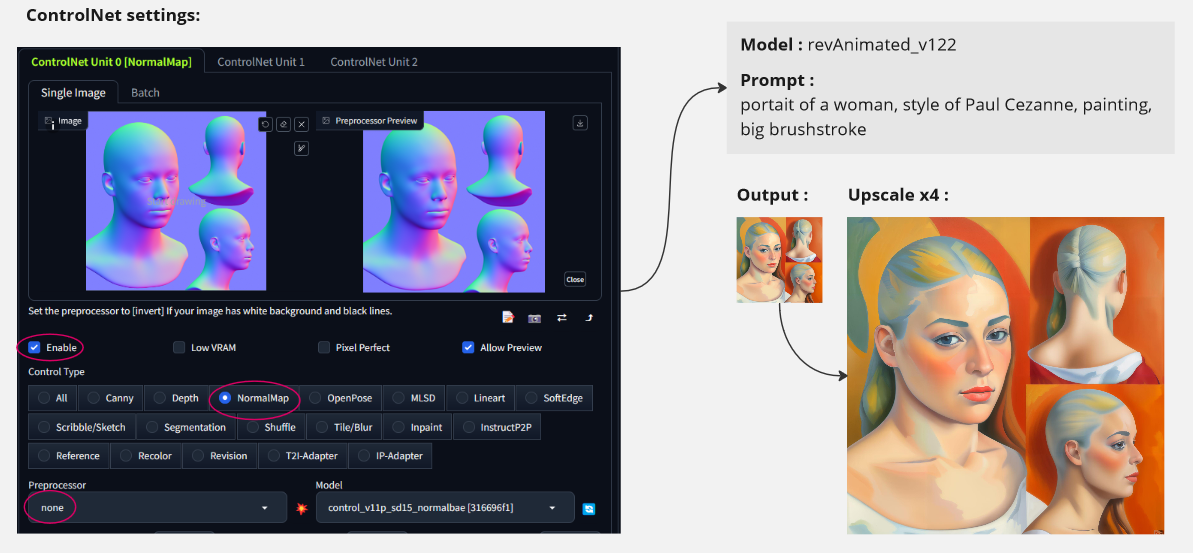 ControlNet settings:
ControlNet Unit 0 [NormalMap]
ControlNet Unit 1
ControlNet Unit 2
Single Image
Batch
Image
Preprocessor Preview
Close
Set the preprocessor to [invert] If your image has white background and black lines.
Enable
Low VRAM
Pixel Perfect
Allow Preview
Control Type
All
Canny
Depth
NormalMap
OpenPose
MLSD
Lineart
SoftEdge
Scribble/Sketch
Segmentation
Shuffle
Tile/Blur
Inpaint
InstructP2P
Reference
Recolor
Revision
T2I-Adapter
IP-Adapter
Preprocessor
none
Model
control_v11p_sd15_normalbae [316696f1]
Model : revAnimated_v122
Prompt :
portait of a woman, style of Paul Cezanne, painting,
big brushstroke
Output :
Upscale x4 :